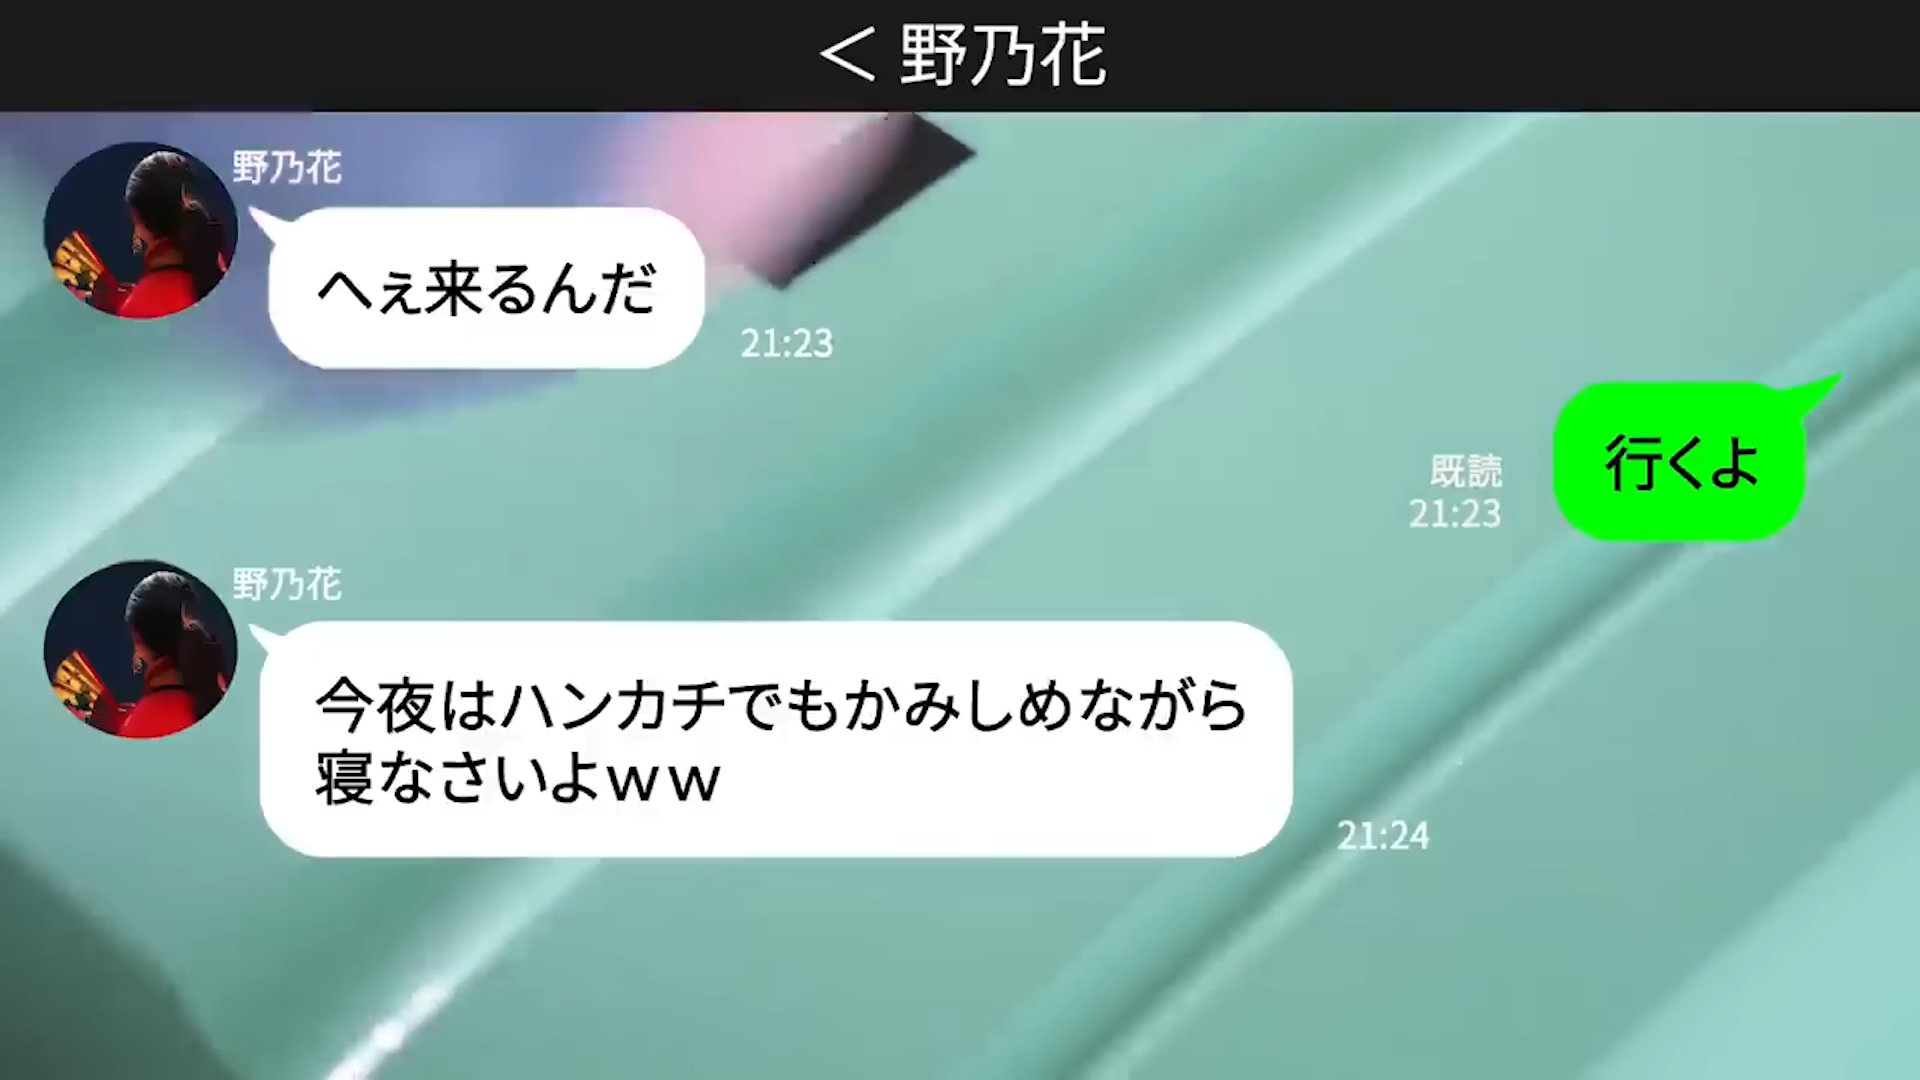 ＜ 野乃花
野乃花
へぇ来るんだ
21:23
行くよ
既読
21:23
野乃花
今夜はハンカチでもかみしめながら
寝なさいよｗｗ
21:24